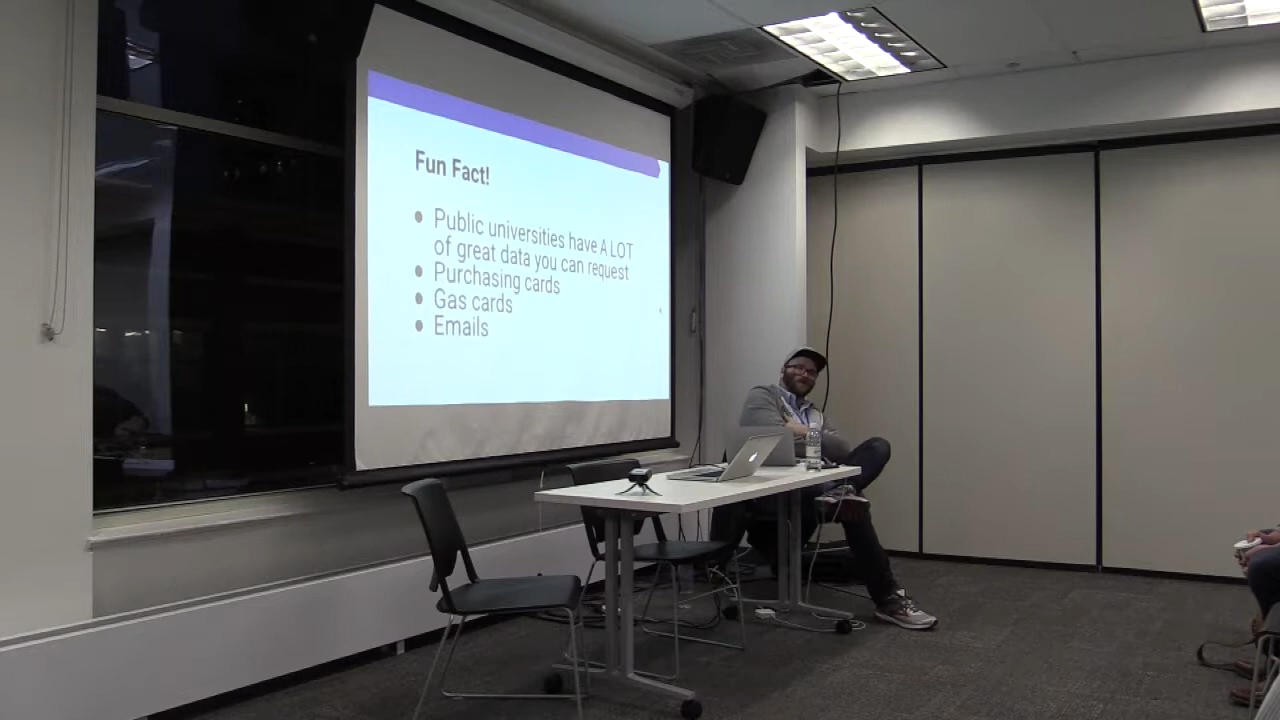 Fun Fact!
Public universities have A LOT
of great data you can request
Purchasing cards
Gas cards
Emails